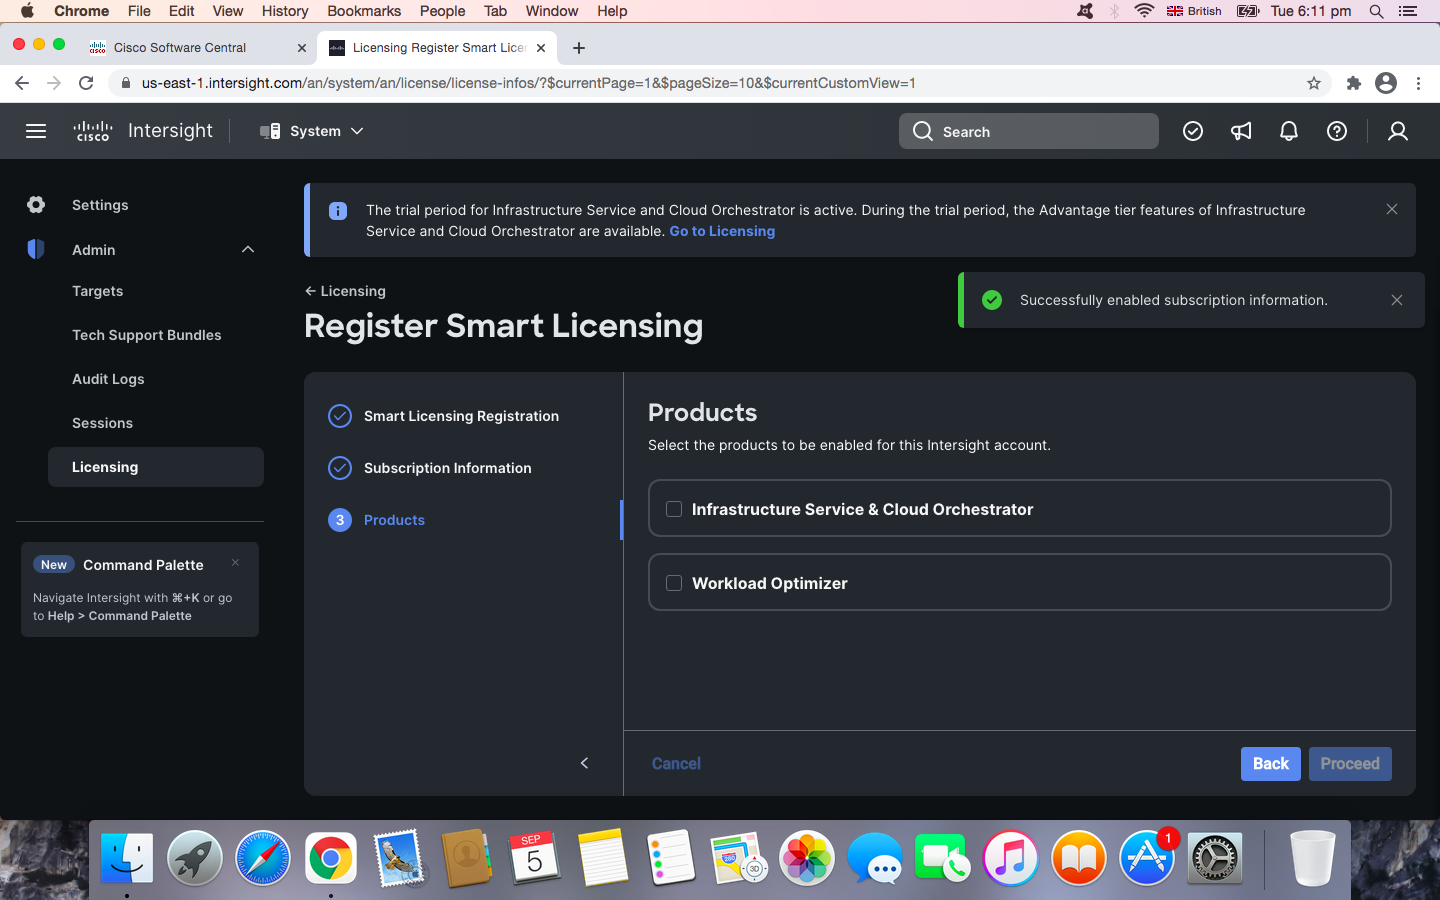 Chrome File Edit View History Bookmarks People Tab Window Help British Tue 6:11 pm
Cisco Software Central
Licensing Register Smart Licen
us-east-1.intersight.com/an/system/an/license/license-infos/?$currentPage=1&$pageSize=10&$currentCustomView=1
CISCO Intersight System Search
Settings
Admin
Targets
Tech Support Bundles
Audit Logs
Sessions
Licensing
New Command Palette
Navigate Intersight with ⌘+K or go
to Help > Command Palette
The trial period for Infrastructure Service and Cloud Orchestrator is active. During the trial period, the Advantage tier features of Infrastructure
Service and Cloud Orchestrator are available. Go to Licensing
← Licensing
Register Smart Licensing
Successfully enabled subscription information.
Smart Licensing Registration
Subscription Information
3 Products
Products
Select the products to be enabled for this Intersight account.
Infrastructure Service & Cloud Orchestrator
Workload Optimizer
Cancel
Back
Proceed
SEP
5
280
3D
1